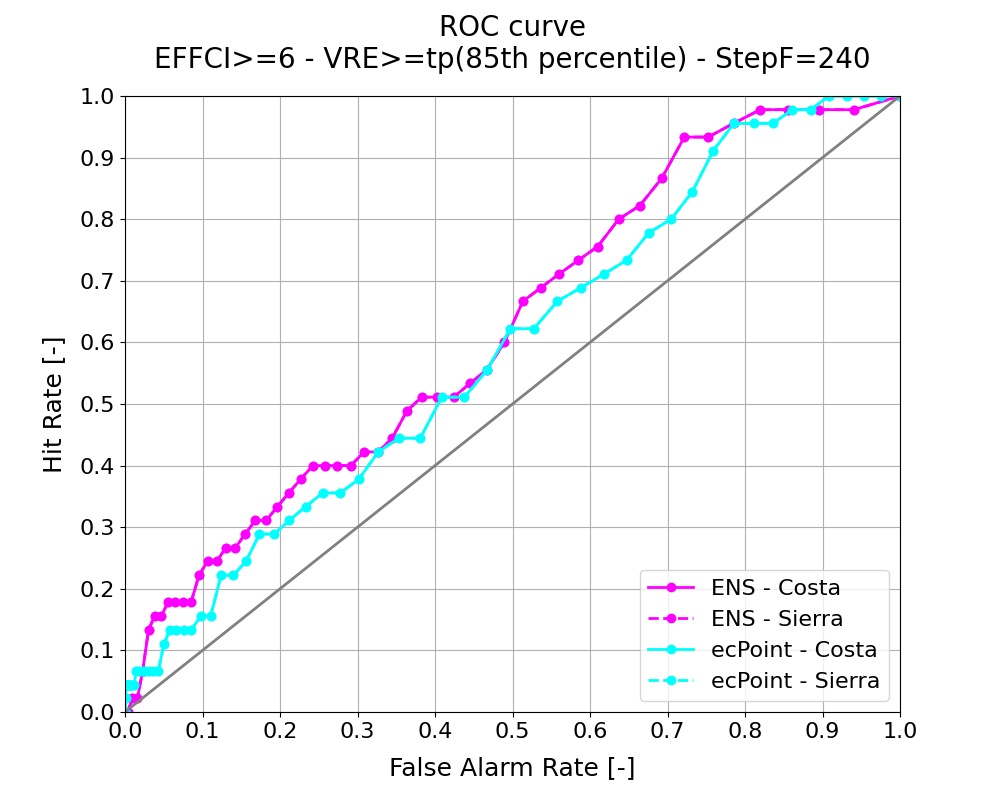 ROC curve
EFFCI>=6 - VRE>=tp(85th percentile) - StepF=240
1.0
0.9
0.8
0.7
0.6
0.5
0.4
0.3
0.2
0.1
0.0
Hit Rate [-]
ENS - Costa
ENS - Sierra
ecPoint - Costa
ecPoint - Sierra
0.0 0.1 0.2 0.3 0.4 0.5 0.6 0.7 0.8 0.9 1.0
False Alarm Rate [-]